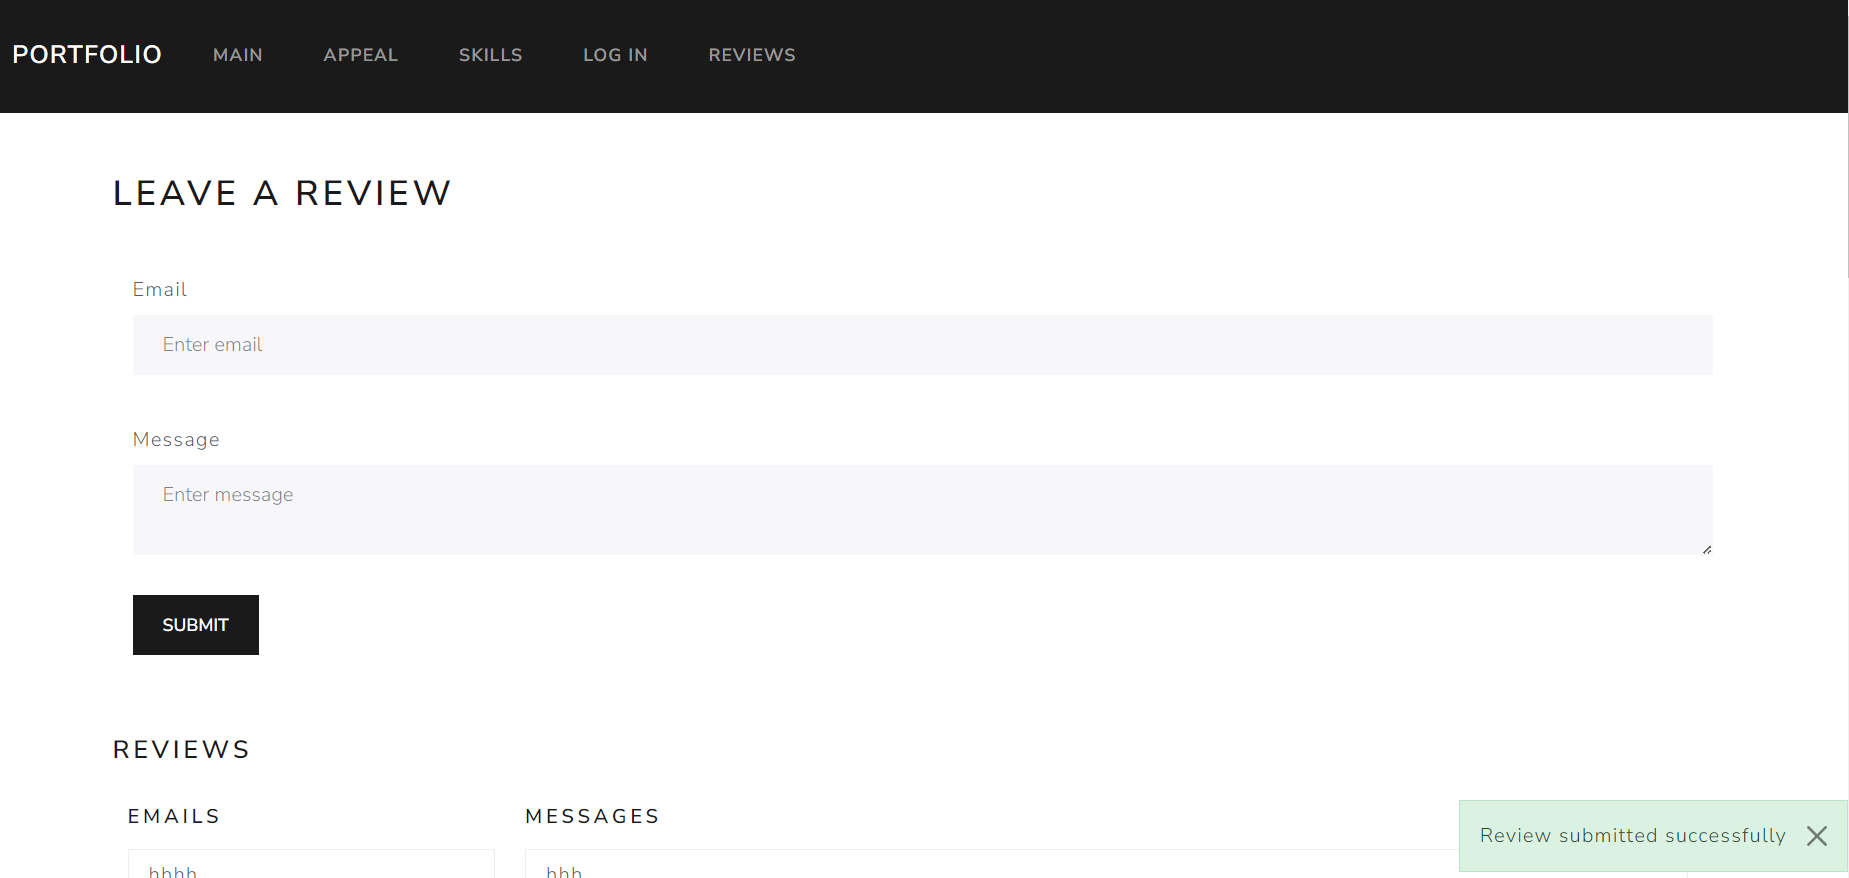 PORTFOLIO MAIN APPEAL SKILLS LOG IN REVIEWS
LEAVE A REVIEW
Email
Enter email
Message
Enter message
SUBMIT
REVIEWS
EMAILS MESSAGES
Review submitted successfully
hhhh hhh